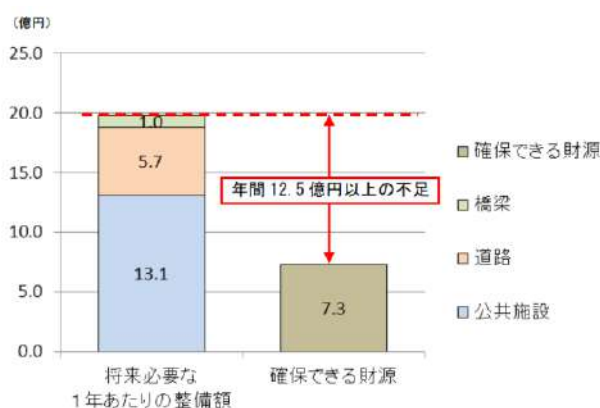 （億円）
25.0
20.0
15.0
10.0
5.0
0.0
1.0
5.7
13.1
年間 12.5 億円以上の不足
7.3
将来必要な
1年あたりの整備額
確保できる財源
確保できる財源
橋梁
道路
公共施設